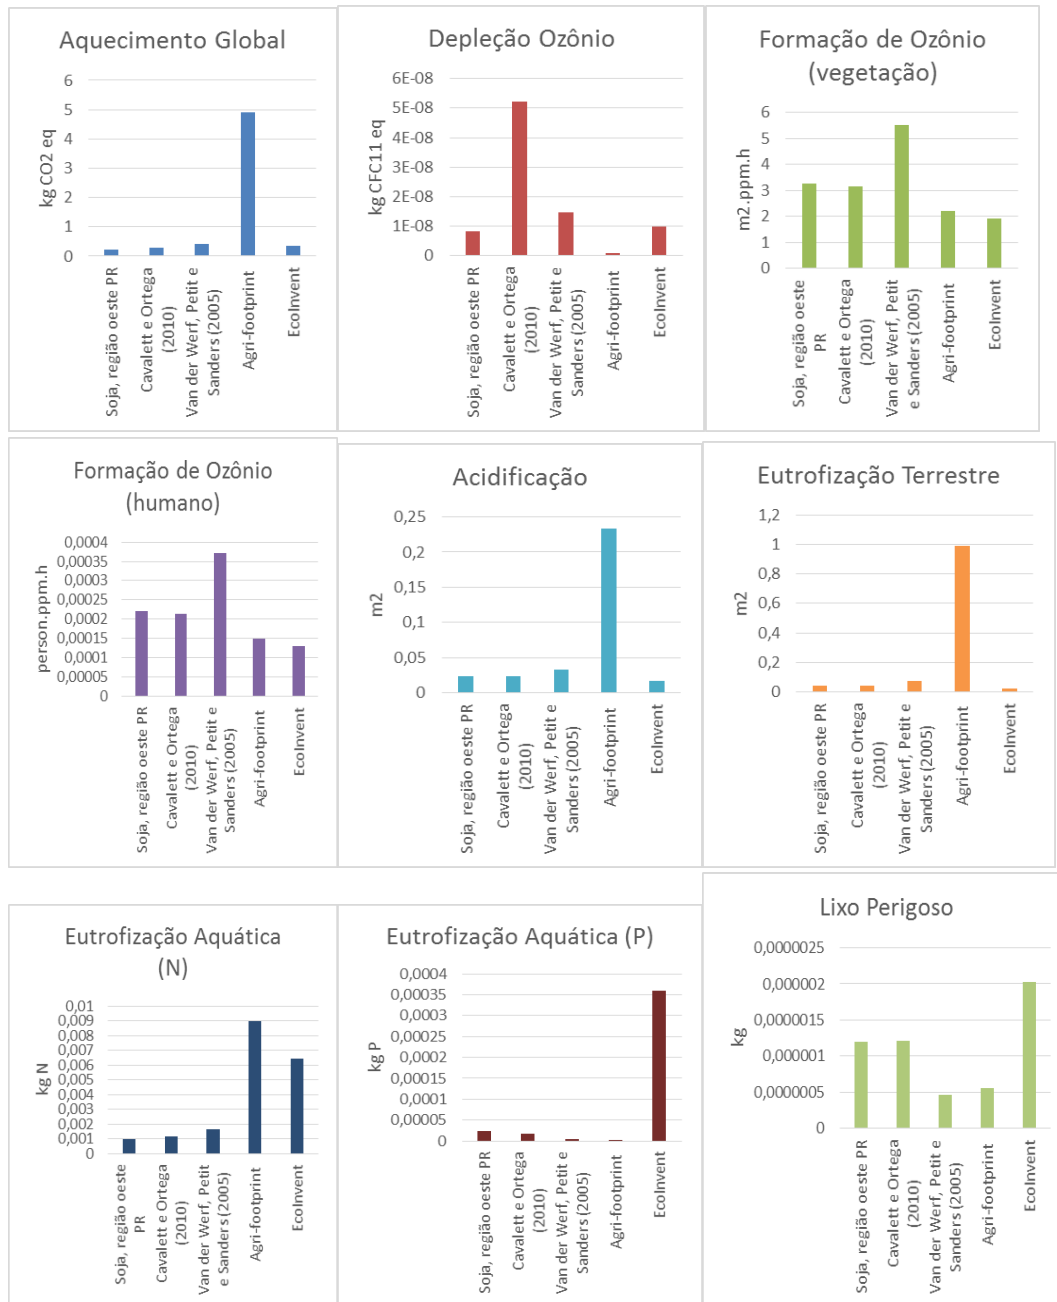 Aquecimento Global
kg CO2 eq
6
5
4
3
2
1
0
Soja, região oeste PR
Cavalett e Ortega
(2010)
Van der Werf, Petit e
Sanders (2005)
Agri-footprint
EcoInvent
Depleção Ozônio
kg CFC11 eq
6E-08
5E-08
4E-08
3E-08
2E-08
1E-08
0
Soja, região oeste PR
Cavalett e Ortega
(2010)
Van der Werf, Petit e
Sanders (2005)
Agri-footprint
EcoInvent
Formação de Ozônio
(vegetação)
m2.ppm.h
6
5
4
3
2
1
0
Soja, região oeste
PR
Cavalett e Ortega
(2010)
Van der Werf, Petit
e Sanders (2005)
Agri-footprint
EcoInvent
Formação de Ozônio
(humano)
person.ppm.h
0,0004
0,00035
0,0003
0,00025
0,0002
0,00015
0,0001
0,00005
0
Soja, região oeste PR
Cavalett e Ortega
(2010)
Van der Werf, Petit e
Sanders (2005)
Agri-footprint
EcoInvent
Acidificação
m2
0,25
0,2
0,15
0,1
0,05
0
Soja, região oeste PR
Cavalett e Ortega
(2010)
Van der Werf, Petit e
Sanders (2005)
Agri-footprint
EcoInvent
Eutrofização Terrestre
m2
1,2
1
0,8
0,6
0,4
0,2
0
Soja, região oeste PR
Cavalett e Ortega
(2010)
Van der Werf, Petit e
Sanders (2005)
Agri-footprint
EcoInvent
Eutrofização Aquática
(N)
kg N
0,01
0,009
0,008
0,007
0,006
0,005
0,004
0,003
0,002
0,001
0
Soja, região oeste
PR
Cavalett e Ortega
(2010)
Van der Werf, Petit
e Sanders (2005)
Agri-footprint
EcoInvent
Eutrofização Aquática (P)
kg P
0,0004
0,00035
0,0003
0,00025
0,0002
0,00015
0,0001
0,00005
0
Soja, região oeste PR
Cavalett e Ortega
(2010)
Van der Werf, Petit e
Sanders (2005)
Agri-footprint
EcoInvent
Lixo Perigoso
kg
0,0000025
0,000002
0,0000015
0,000001
0,0000005
0
Soja, região oeste PR
Cavalett e Ortega
(2010)
Van der Werf, Petit e
Sanders (2005)
Agri-footprint
EcoInvent